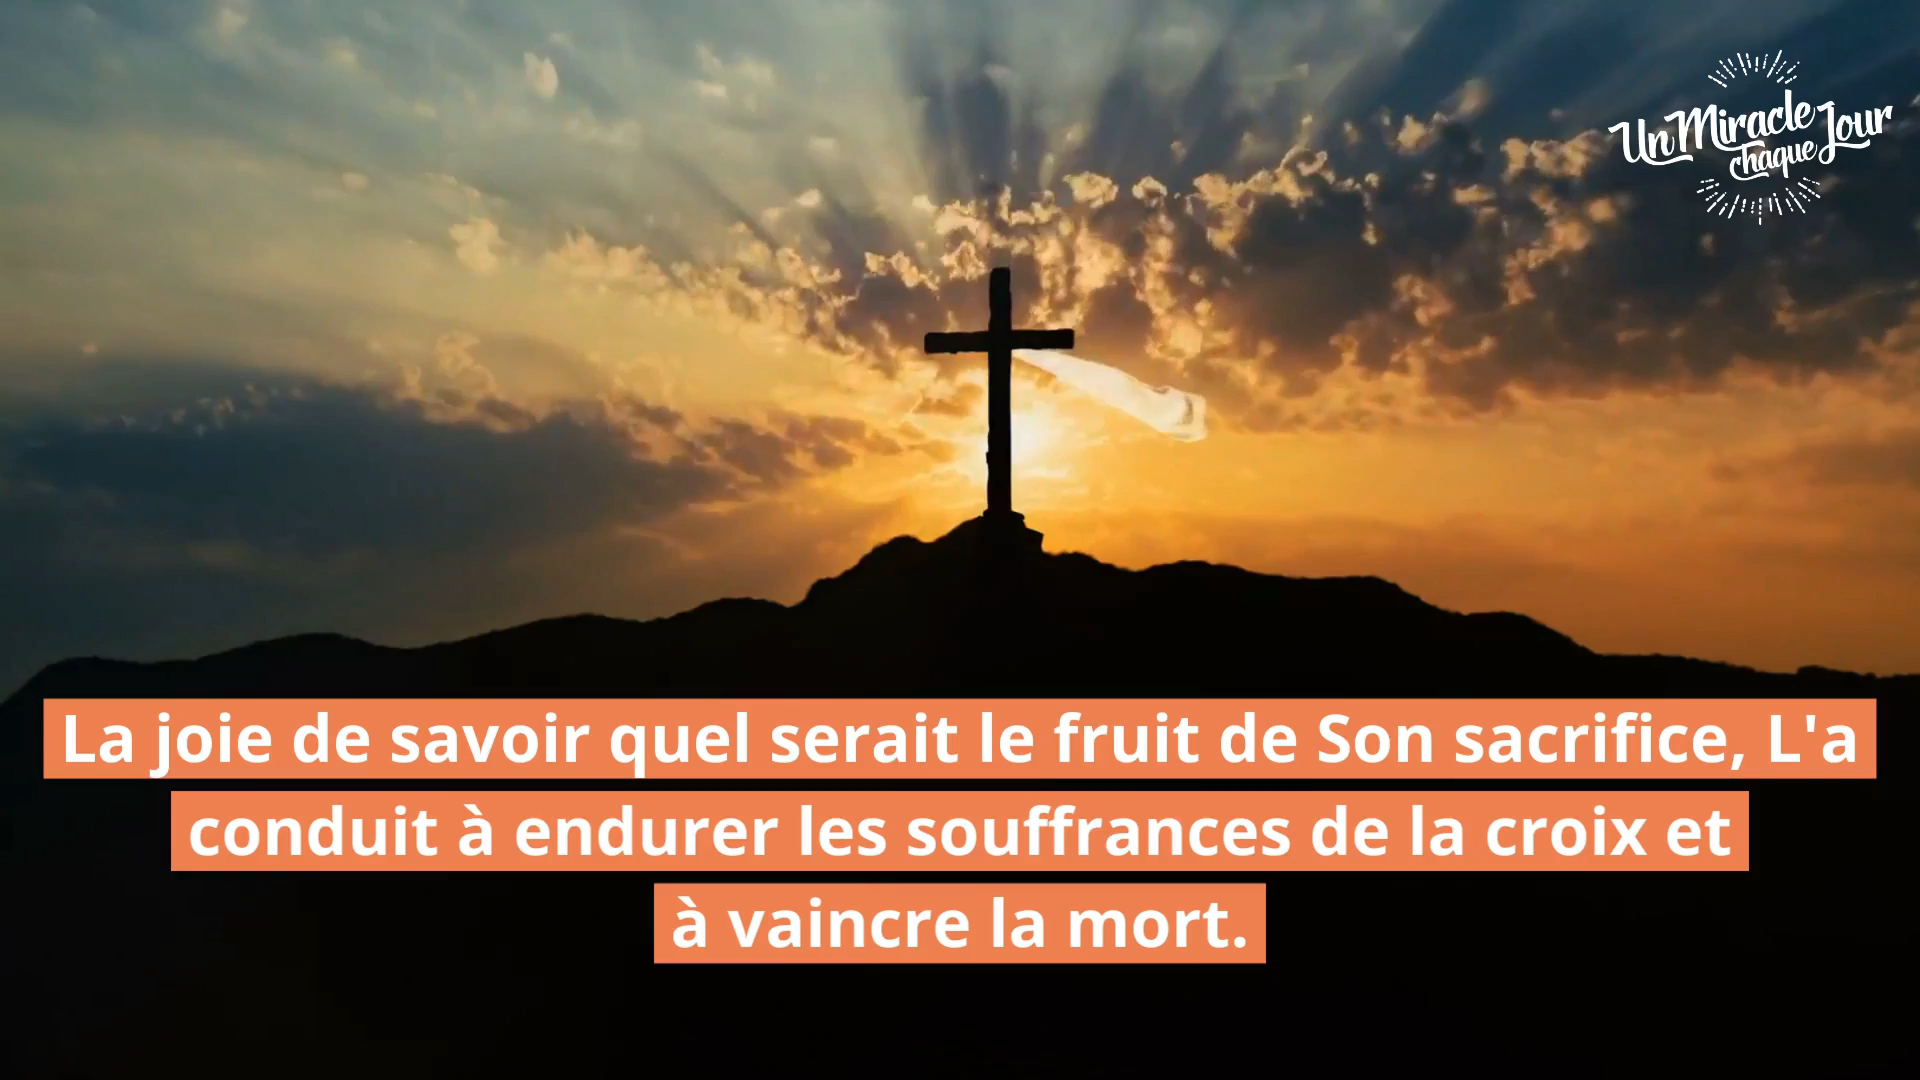 Un Miracle
chaque Jour
La joie de savoir quel serait le fruit de Son sacrifice, L'a
conduit à endurer les souffrances de la croix et
à vaincre la mort.